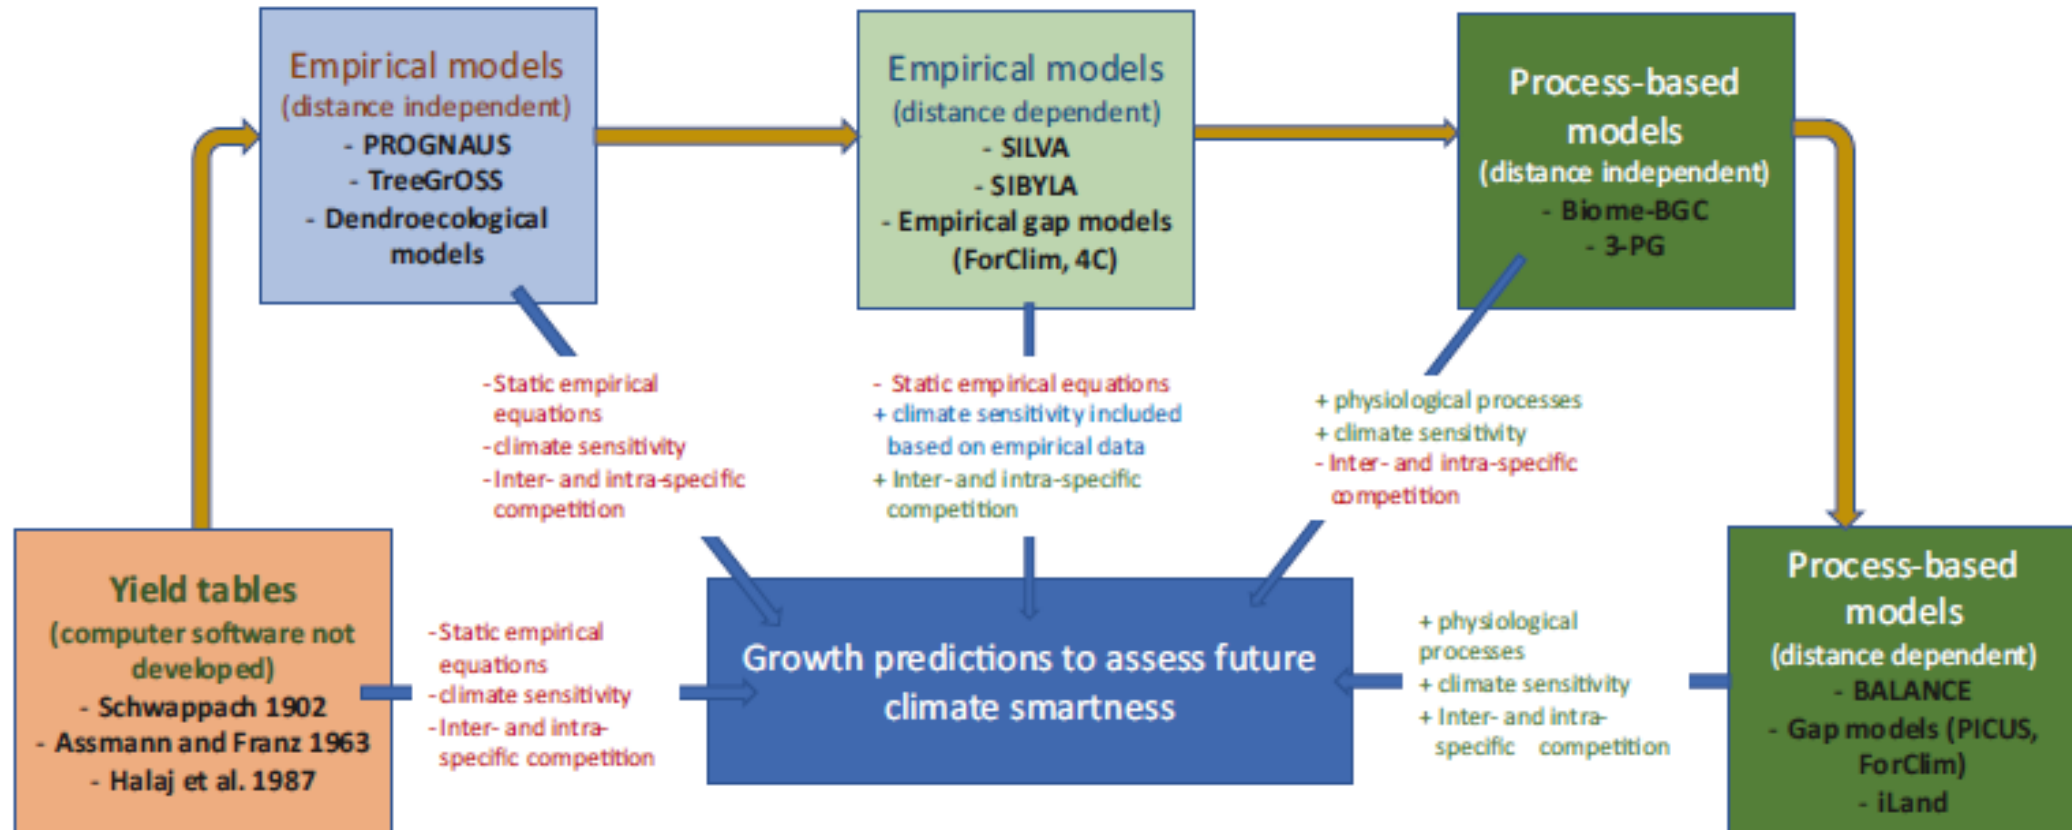 Empirical models
(distance independent)
- PROGNAUS
- TreeGrOSS
- Dendroecological
models
Empirical models
(distance dependent)
- SILVA
- SIBYLA
- Empirical gap models
(ForClim, 4C)
Process-based
models
(distance independent)
- Biome-BGC
- 3-PG
-Static empirical
equations
-climate sensitivity
-Inter- and intra-specific
competition
- Static empirical equations
+ climate sensitivity included
based on empirical data
+ Inter- and intra-specific
competition
+ physiological processes
+ climate sensitivity
- Inter- and intra-specific
competition
Yield tables
(computer software not
developed)
- Schwappach 1902
- Assmann and Franz 1963
- Halaj et al. 1987
-Static empirical
equations
-climate sensitivity
-Inter- and intra-
specific competition
Growth predictions to assess future
climate smartness
+ physiological
processes
+ climate sensitivity
+ Inter- and intra-
specific competition
Process-based
models
(distance dependent)
- BALANCE
- Gap models (PICUS,
ForClim)
- iLand